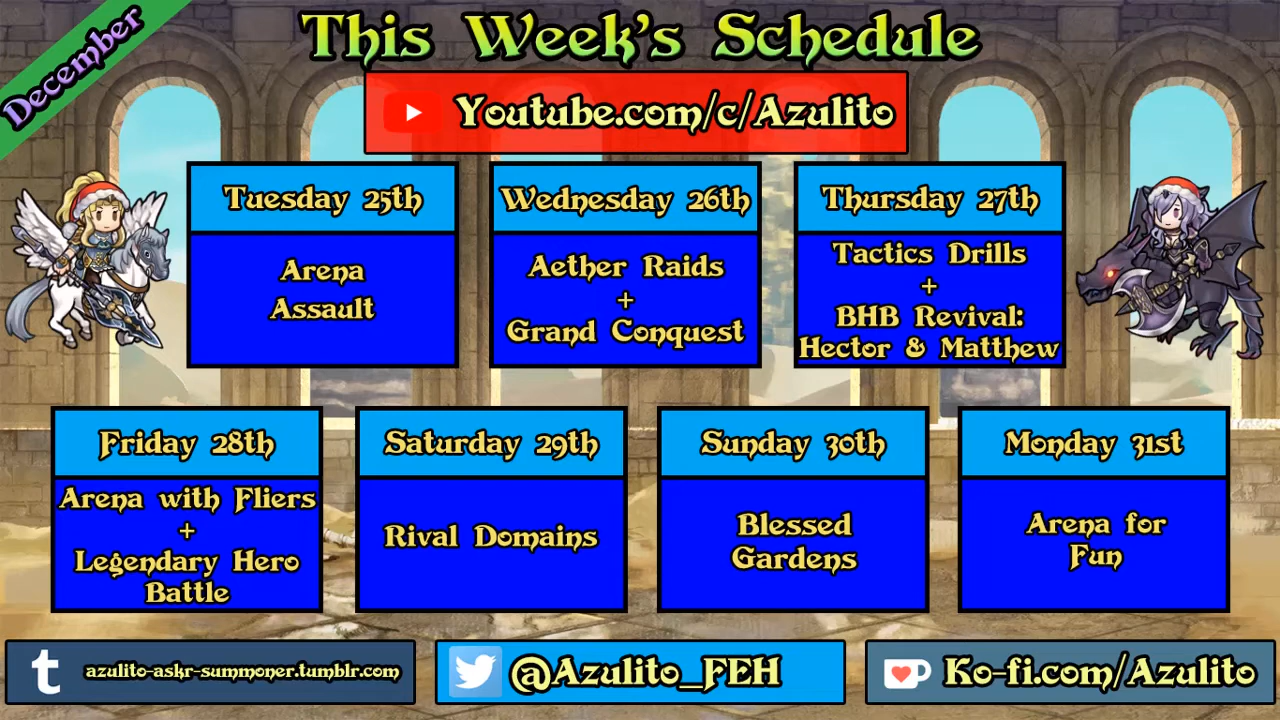 December
This Week's Schedule
Youtube.com/c/Azulito
Tuesday 25th
Arena
Assault
Wednesday 26th
Aether Raids
+
Grand Conquest
Thursday 27th
Tactics Drills
+
BHB Revival:
Hector & Matthew
Friday 28th
Arena with Fliers
+
Legendary Hero
Battle
Saturday 29th
Rival Domains
Sunday 30th
Blessed
Gardens
Monday 31st
Arena for
Fun
azulito-askr-summoner.tumblr.com
@Azulito_FEH
Ko-fi.com/Azulito